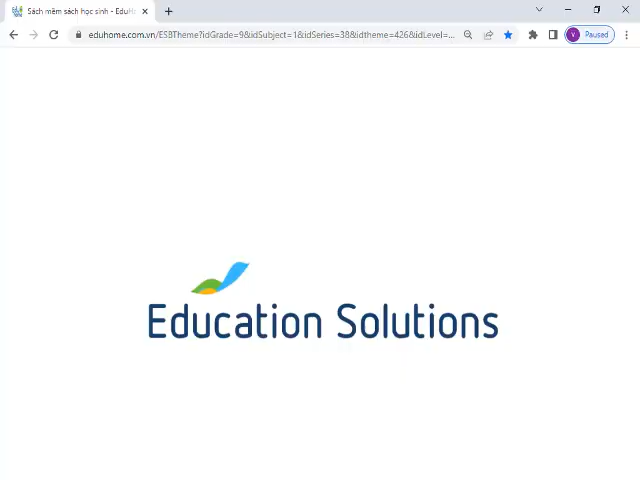 Sách mềm sách học sinh - EduH
eduhome.com.vn/ESBTheme?idGrade=9&idSubject=1&idSeries=38&idtheme=426&idLevel=...
V Paused
Education Solutions